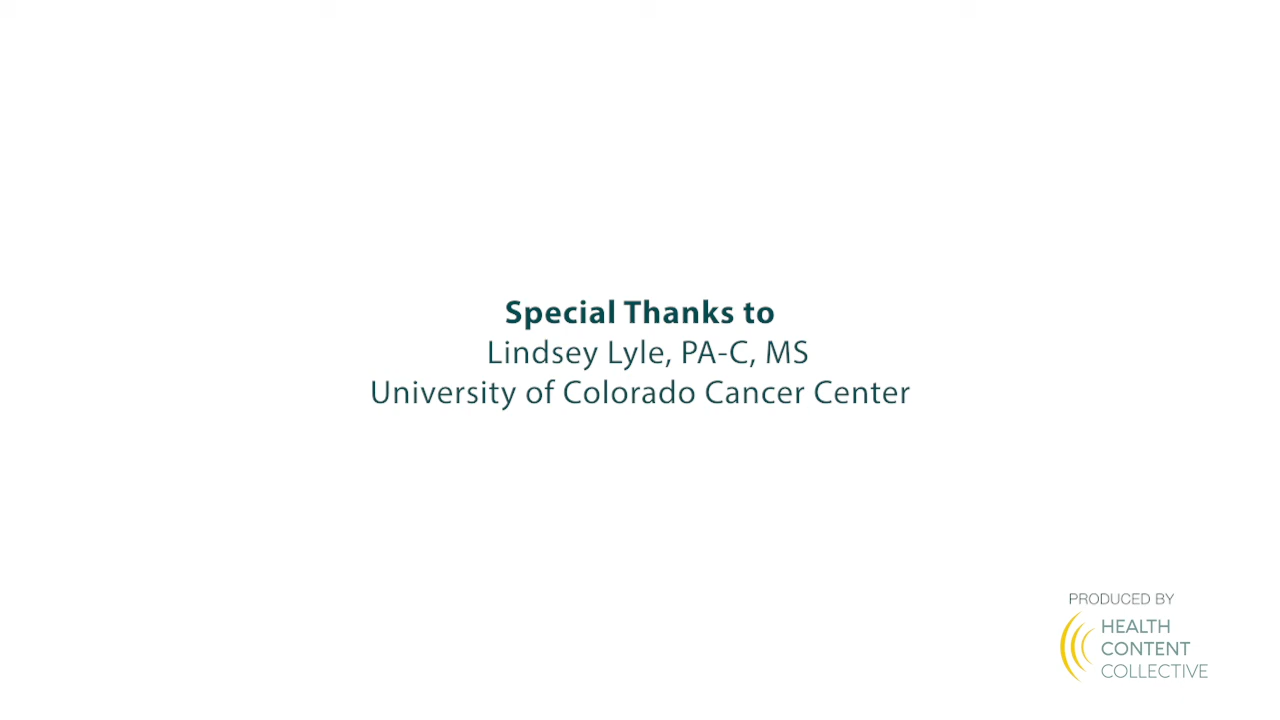 Special Thanks to
Lindsey Lyle, PA-C, MS
University of Colorado Cancer Center
PRODUCED BY
HEALTH
CONTENT
COLLECTIVE